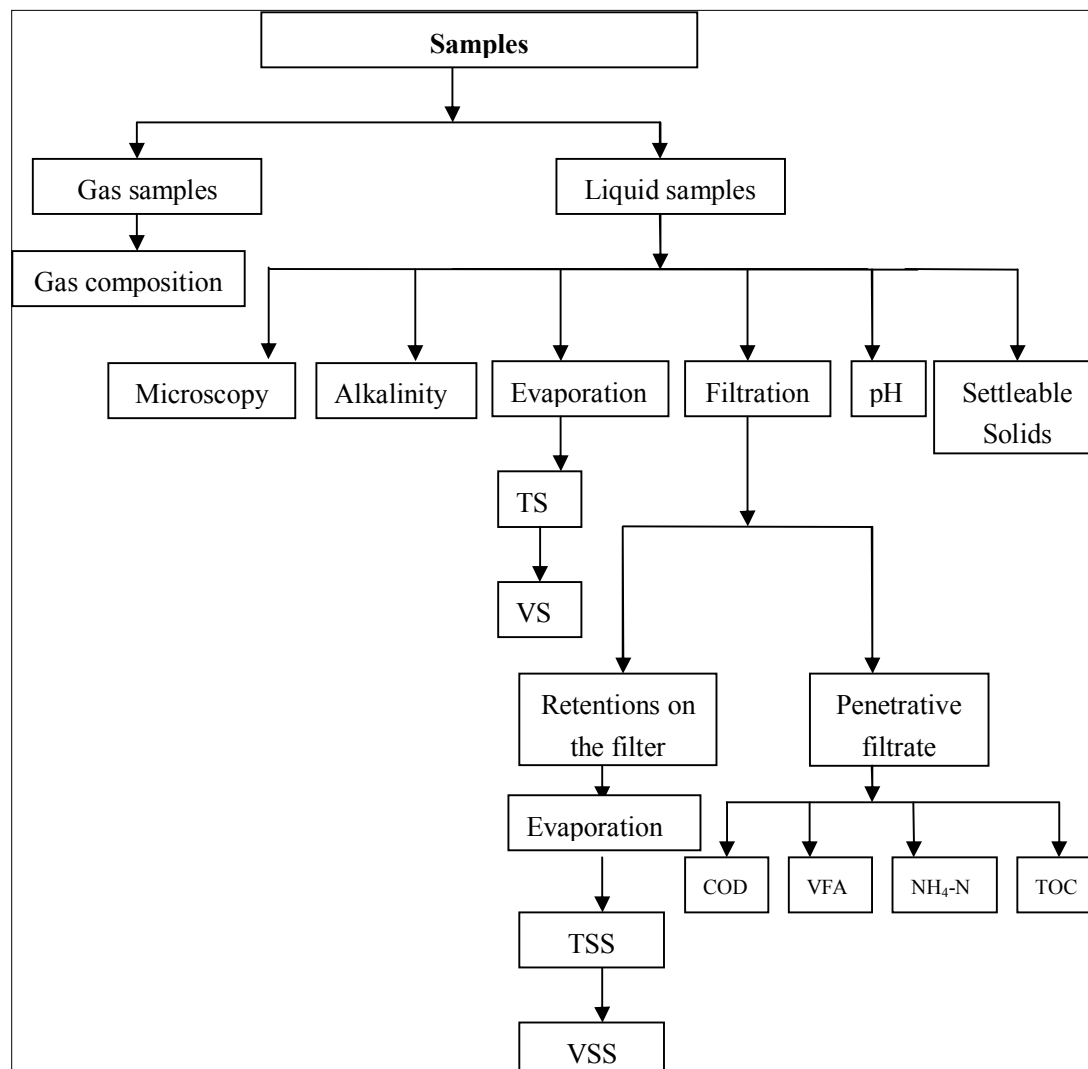 Samples
Gas samples
Liquid samples
Gas composition
Microscopy
Alkalinity
Evaporation
Filtration
pH
Settleable
Solids
TS
VS
Retentions on
the filter
Penetrative
filtrate
Evaporation
COD
VFA
NH₄-N
TOC
TSS
VSS